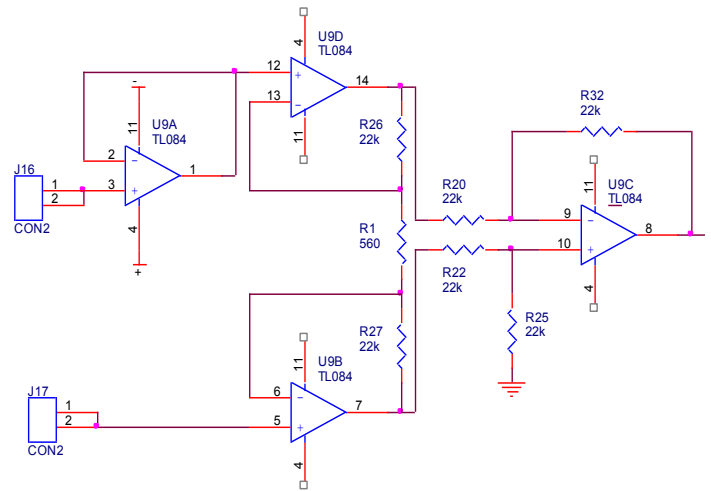 4
U9D
TL084
12
+
14
13
−
11
R26
22k
R32
22k
-
11
U9A
TL084
2
−
1
3
+
4
+
J16
1
2
CON2
R20
22k
11
U9C
TL084
9
−
8
10
+
4
R1
560
R22
22k
R25
22k
R27
22k
11
U9B
TL084
6
−
7
5
+
4
J17
1
2
CON2